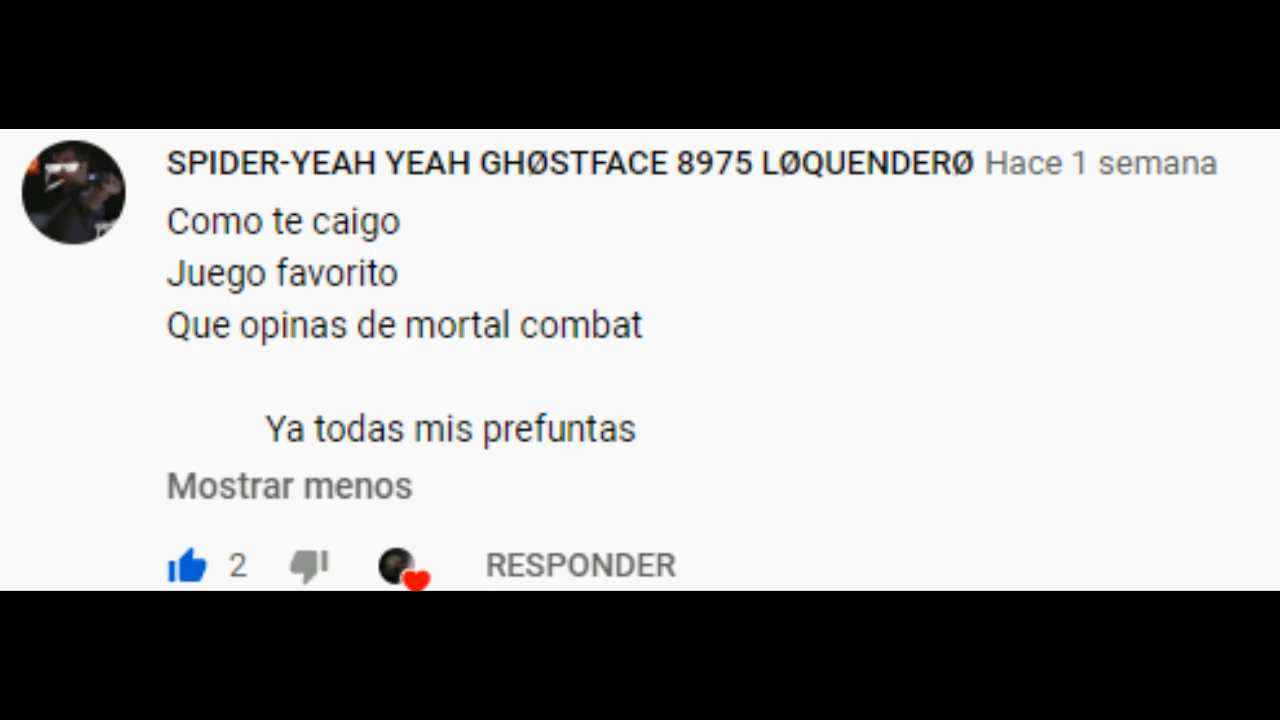 SPIDER-YEAH YEAH GHØSTFACE 8975 LØQUENDERØ Hace 1 semana
Como te caigo
Juego favorito
Que opinas de mortal combat
Ya todas mis prefuntas
Mostrar menos
2 RESPONDER